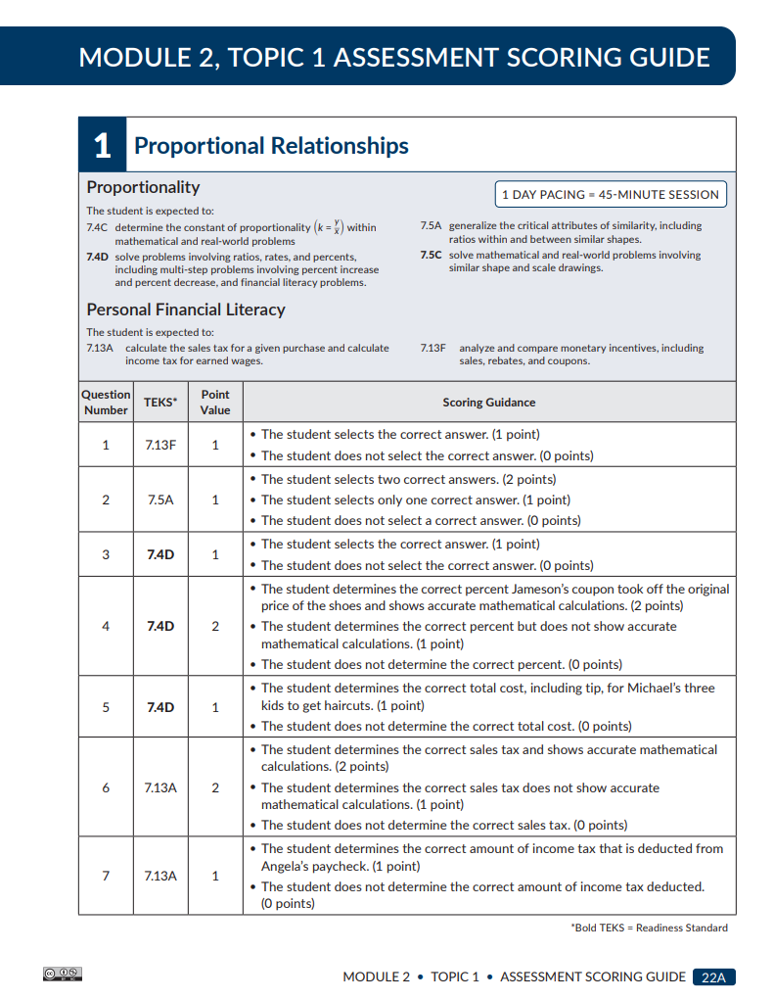 MODULE 2, TOPIC 1 ASSESSMENT SCORING GUIDE
1 Proportional Relationships
Proportionality
1 DAY PACING = 45-MINUTE SESSION
The student is expected to:
7.4C determine the constant of proportionality (k = y/x) within
mathematical and real-world problems
7.4D solve problems involving ratios, rates, and percents,
including multi-step problems involving percent increase
and percent decrease, and financial literacy problems.
7.5A generalize the critical attributes of similarity, including
ratios within and between similar shapes.
7.5C solve mathematical and real-world problems involving
similar shape and scale drawings.
Personal Financial Literacy
The student is expected to:
7.13A calculate the sales tax for a given purchase and calculate
income tax for earned wages.
7.13F analyze and compare monetary incentives, including
sales, rebates, and coupons.
Question Number TEKS* Point Value Scoring Guidance
1 7.13F 1
• The student selects the correct answer. (1 point)
• The student does not select the correct answer. (0 points)
2 7.5A 1
• The student selects two correct answers. (2 points)
• The student selects only one correct answer. (1 point)
• The student does not select a correct answer. (0 points)
3 7.4D 1
• The student selects the correct answer. (1 point)
• The student does not select the correct answer. (0 points)
4 7.4D 2
• The student determines the correct percent Jameson's coupon took off the original
price of the shoes and shows accurate mathematical calculations. (2 points)
• The student determines the correct percent but does not show accurate
mathematical calculations. (1 point)
• The student does not determine the correct percent. (0 points)
5 7.4D 1
• The student determines the correct total cost, including tip, for Michael's three
kids to get haircuts. (1 point)
• The student does not determine the correct total cost. (0 points)
6 7.13A 2
• The student determines the correct sales tax and shows accurate mathematical
calculations. (2 points)
• The student determines the correct sales tax does not show accurate
mathematical calculations. (1 point)
• The student does not determine the correct sales tax. (0 points)
7 7.13A 1
• The student determines the correct amount of income tax that is deducted from
Angela's paycheck. (1 point)
• The student does not determine the correct amount of income tax deducted.
(0 points)
*Bold TEKS = Readiness Standard
MODULE 2 • TOPIC 1 • ASSESSMENT SCORING GUIDE 22A